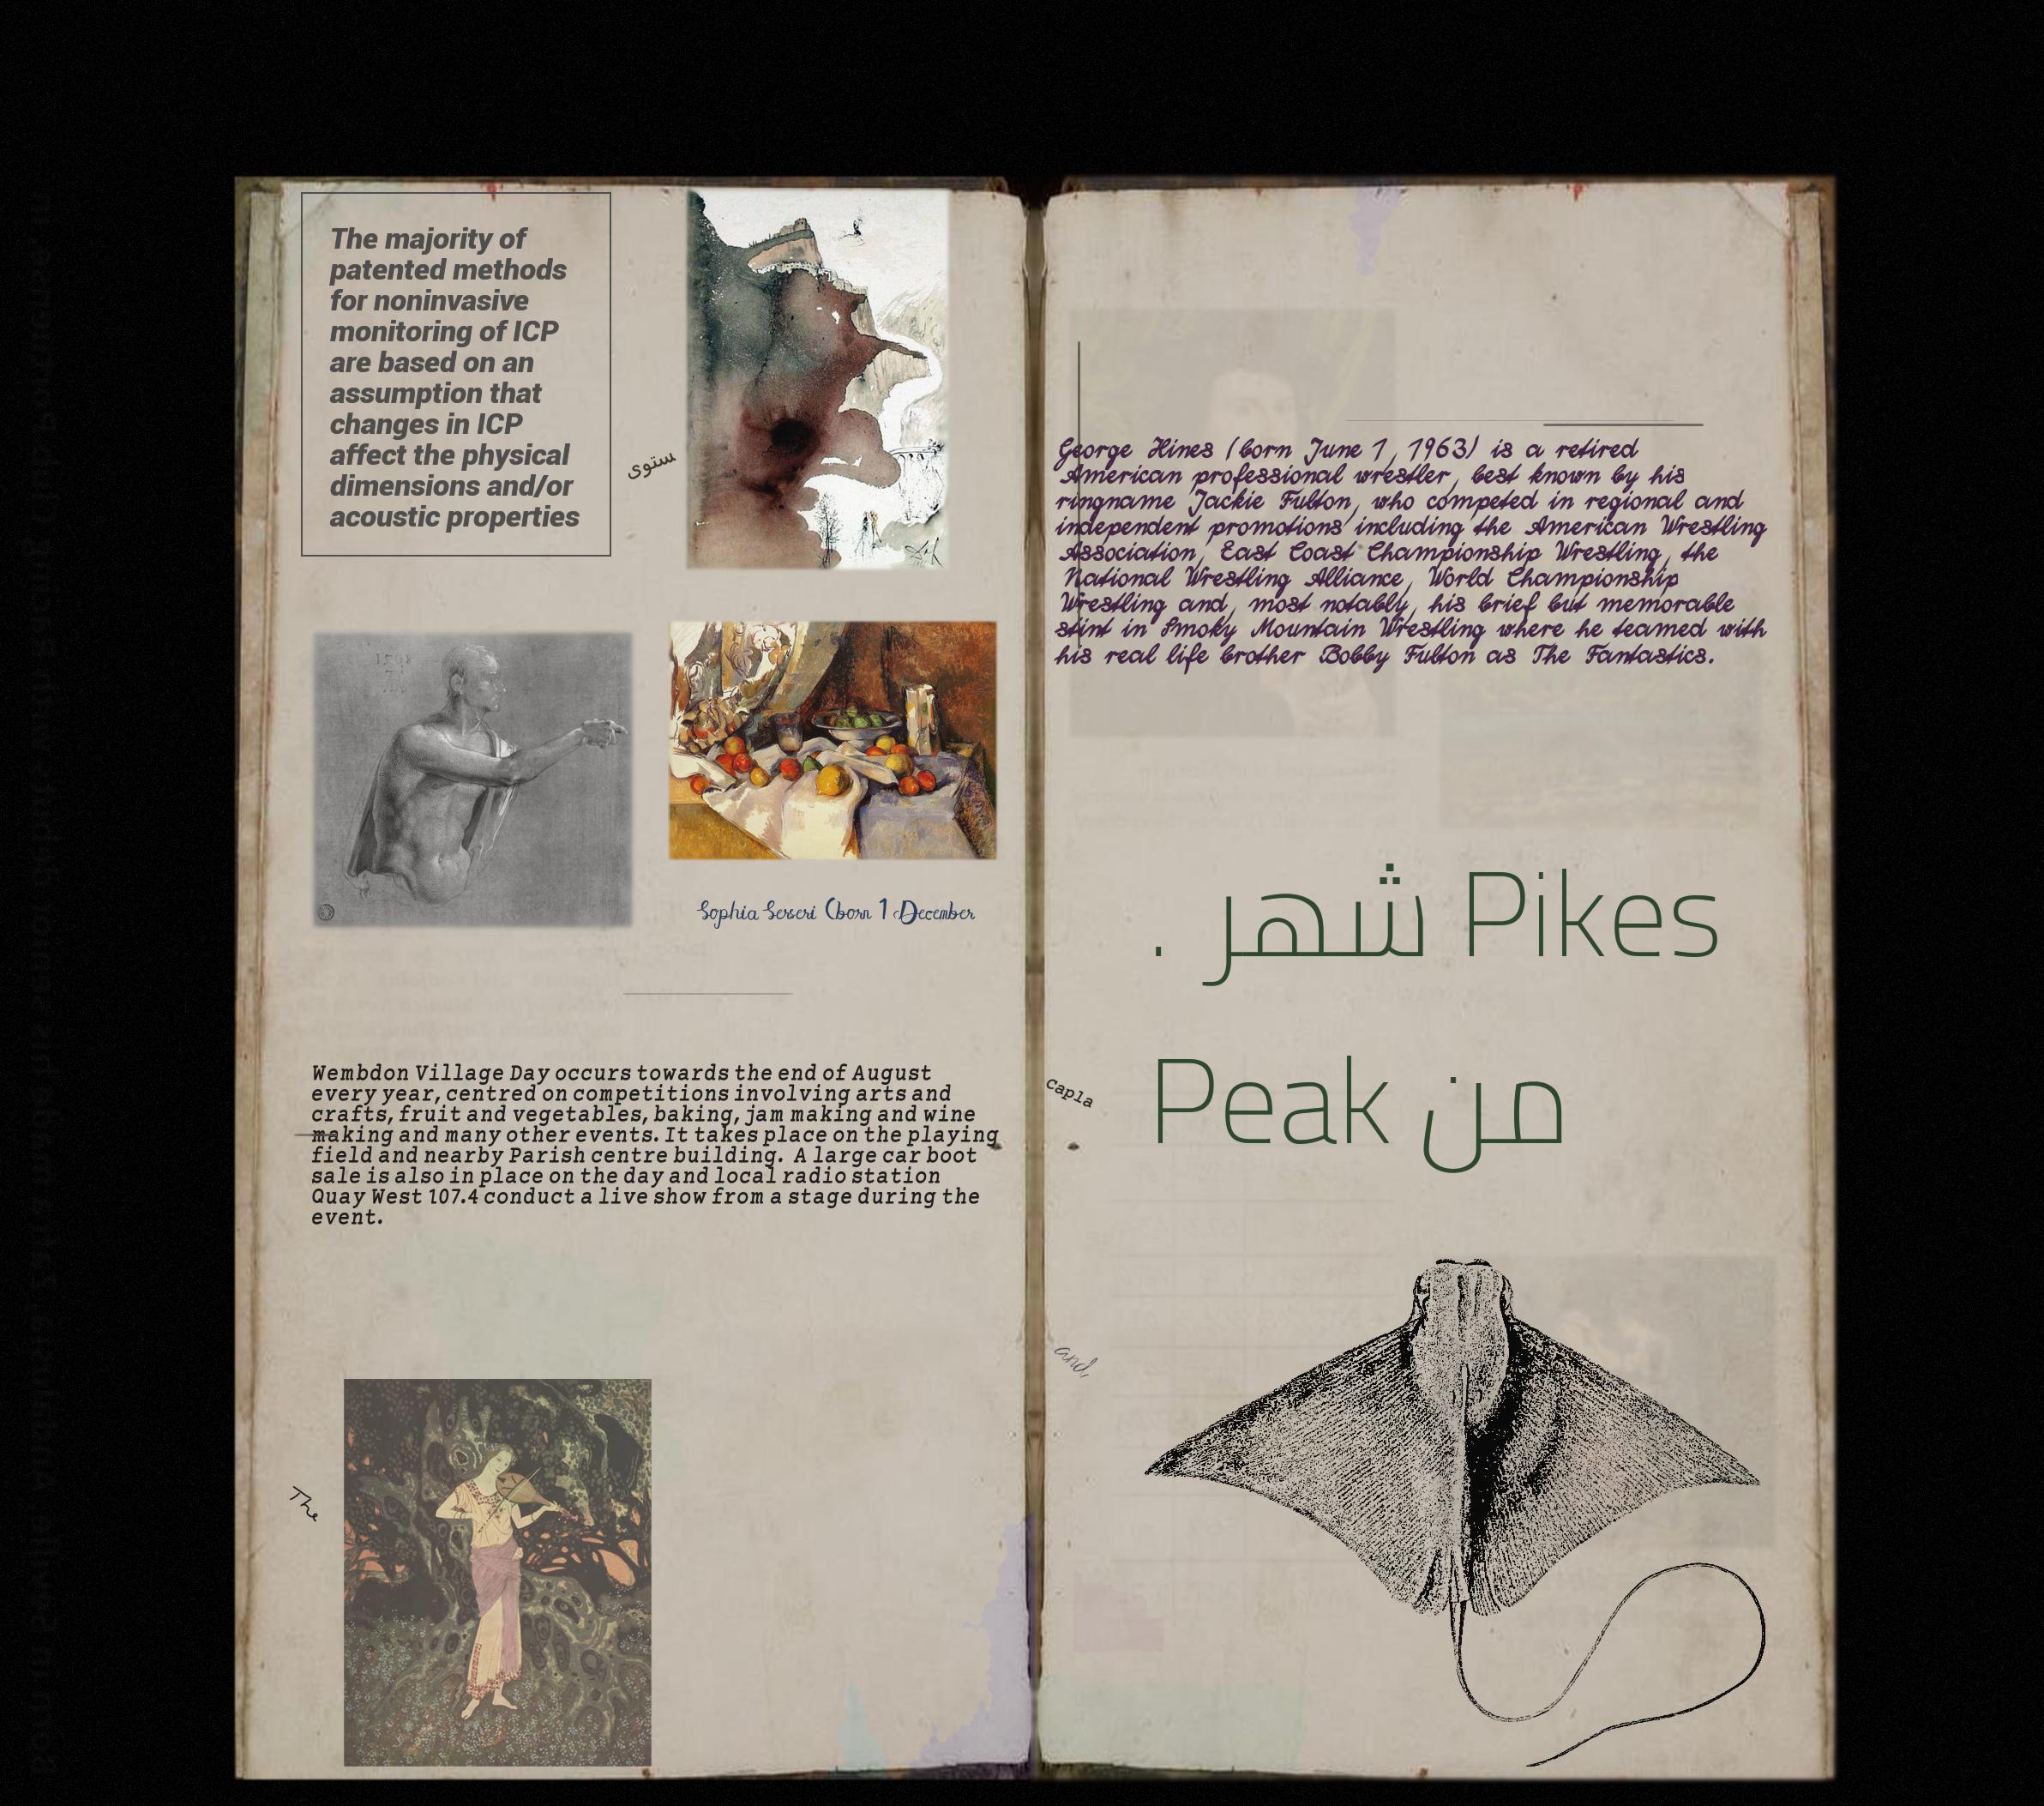 The majority of
patented methods
for noninvasive
monitoring of ICP
are based on an
assumption that
changes in ICP
affect the physical
dimensions and/or
acoustic properties
ستوى
Sophia Serseri (born 1 December
Wembdon Village Day occurs towards the end of August
every year, centred on competitions involving arts and
crafts, fruit and vegetables, baking, jam making and wine
making and many other events. It takes place on the playing
field and nearby Parish centre building. A large car boot
sale is also in place on the day and local radio station
Quay West 107.4 conduct a live show from a stage during the
event.
The
George Hines (born June 1, 1963) is a retired
American professional wrestler, best known by his
ringname Jackie Fulton, who competed in regional and
independent promotions including the American Wrestling
Association, East Coast Championship Wrestling, the
National Wrestling Alliance, World Championship
Wrestling and, most notably, his brief but memorable
stint in Smoky Mountain Wrestling where he teamed with
his real life brother Bobby Fulton as The Fantastics.
Pikes شهر .
Peak من
capla
and,